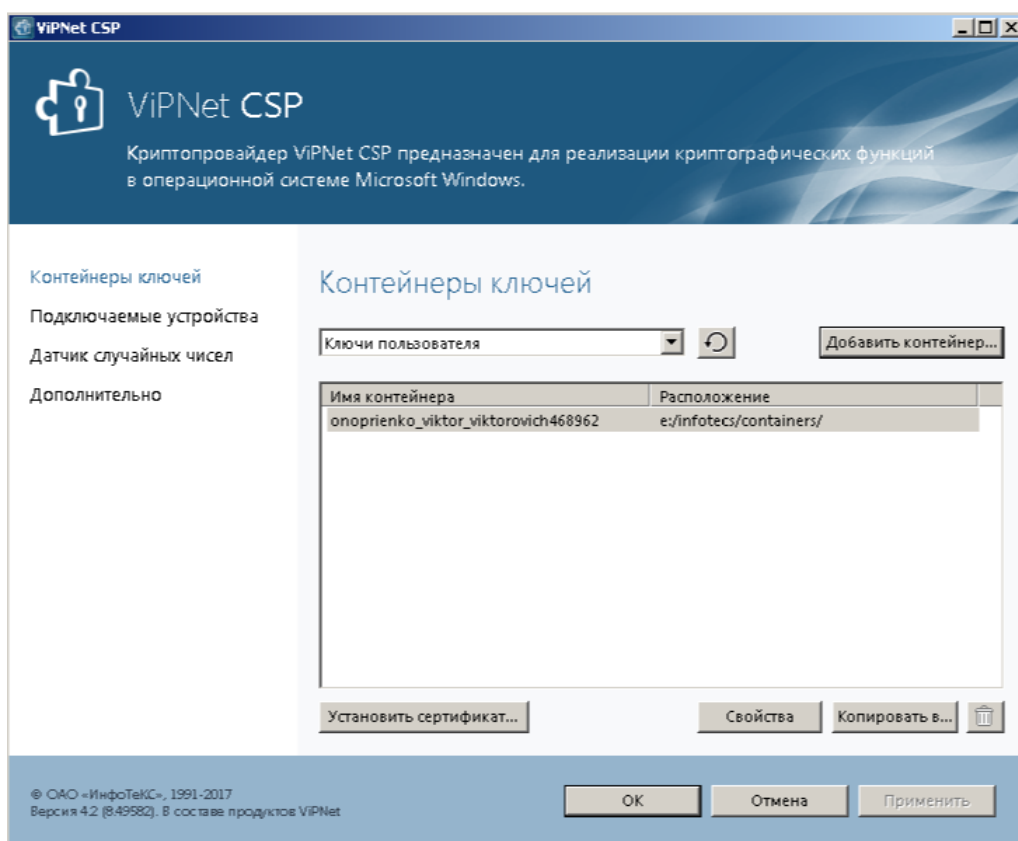 ViPNet CSP
ViPNet CSP
Криптопровайдер ViPNet CSP предназначен для реализации криптографических функций
в операционной системе Microsoft Windows.
Контейнеры ключей
Подключаемые устройства
Датчик случайных чисел
Дополнительно
Контейнеры ключей
Ключи пользователя
Добавить контейнер...
Имя контейнера Расположение
onoprienko_viktor_viktorovich468962 e:/infotecs/containers/
Установить сертификат... Свойства Копировать в...
© ОАО «ИнфоТеКС», 1991-2017
Версия 4.2 (8.49582). В составе продуктов ViPNet
OK Отмена Применить